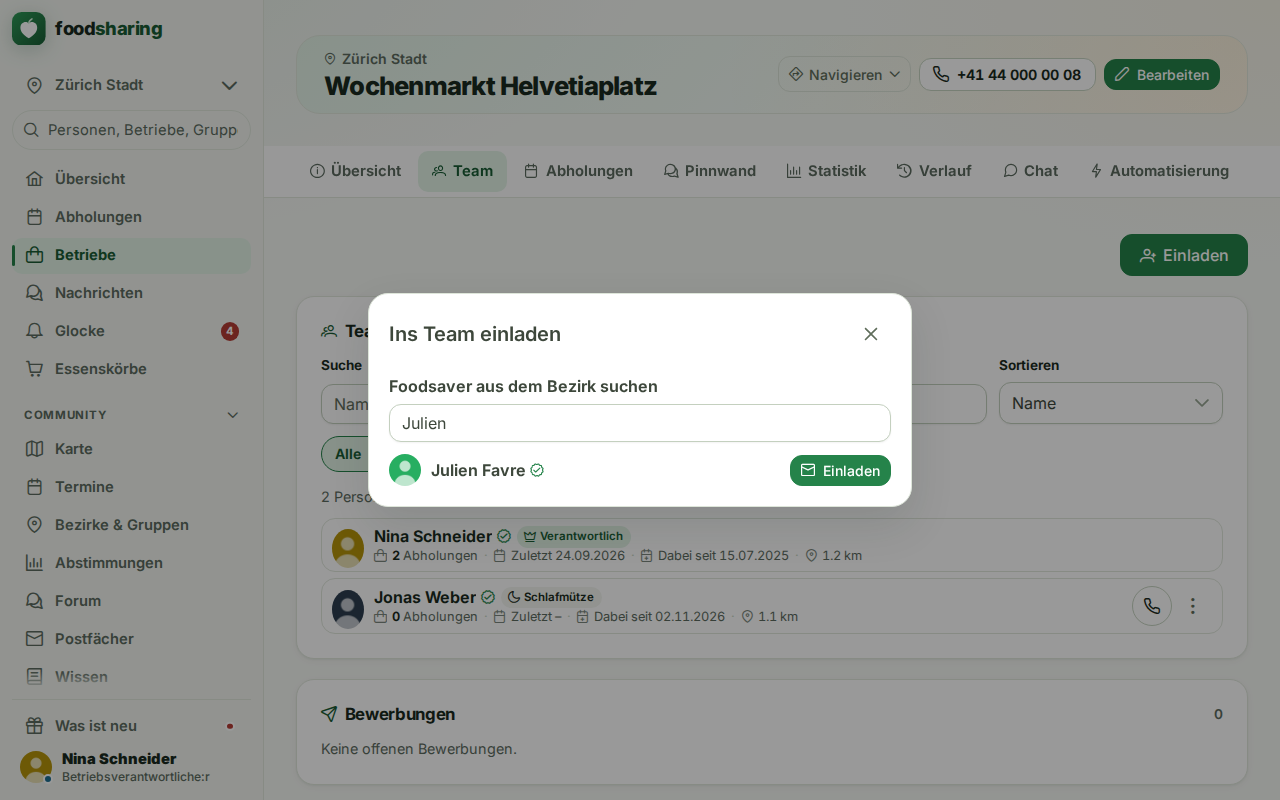 foodsharing
Zürich Stadt
Personen, Betriebe, Grupp
Übersicht
Abholungen
Betriebe
Nachrichten
Glocke
4
Essenskörbe
COMMUNITY
Karte
Termine
Bezirke & Gruppen
Abstimmungen
Forum
Postfächer
Wissen
Was ist neu
Nina Schneider
Betriebsverantwortliche:r
Zürich Stadt
Wochenmarkt Helvetiaplatz
Navigieren
+41 44 000 00 08
Bearbeiten
Übersicht
Team
Abholungen
Pinnwand
Statistik
Verlauf
Chat
Automatisierung
Einladen
Suche
Sortieren
Name
Alle
Ins Team einladen
Foodsaver aus dem Bezirk suchen
Julien
Julien Favre
Einladen
Nina Schneider Verantwortlich
2 Abholungen · Zuletzt 24.09.2026 · Dabei seit 15.07.2025 · 1.2 km
Jonas Weber Schlafmütze
0 Abholungen · Zuletzt – · Dabei seit 02.11.2026 · 1.1 km
Bewerbungen
0
Keine offenen Bewerbungen.